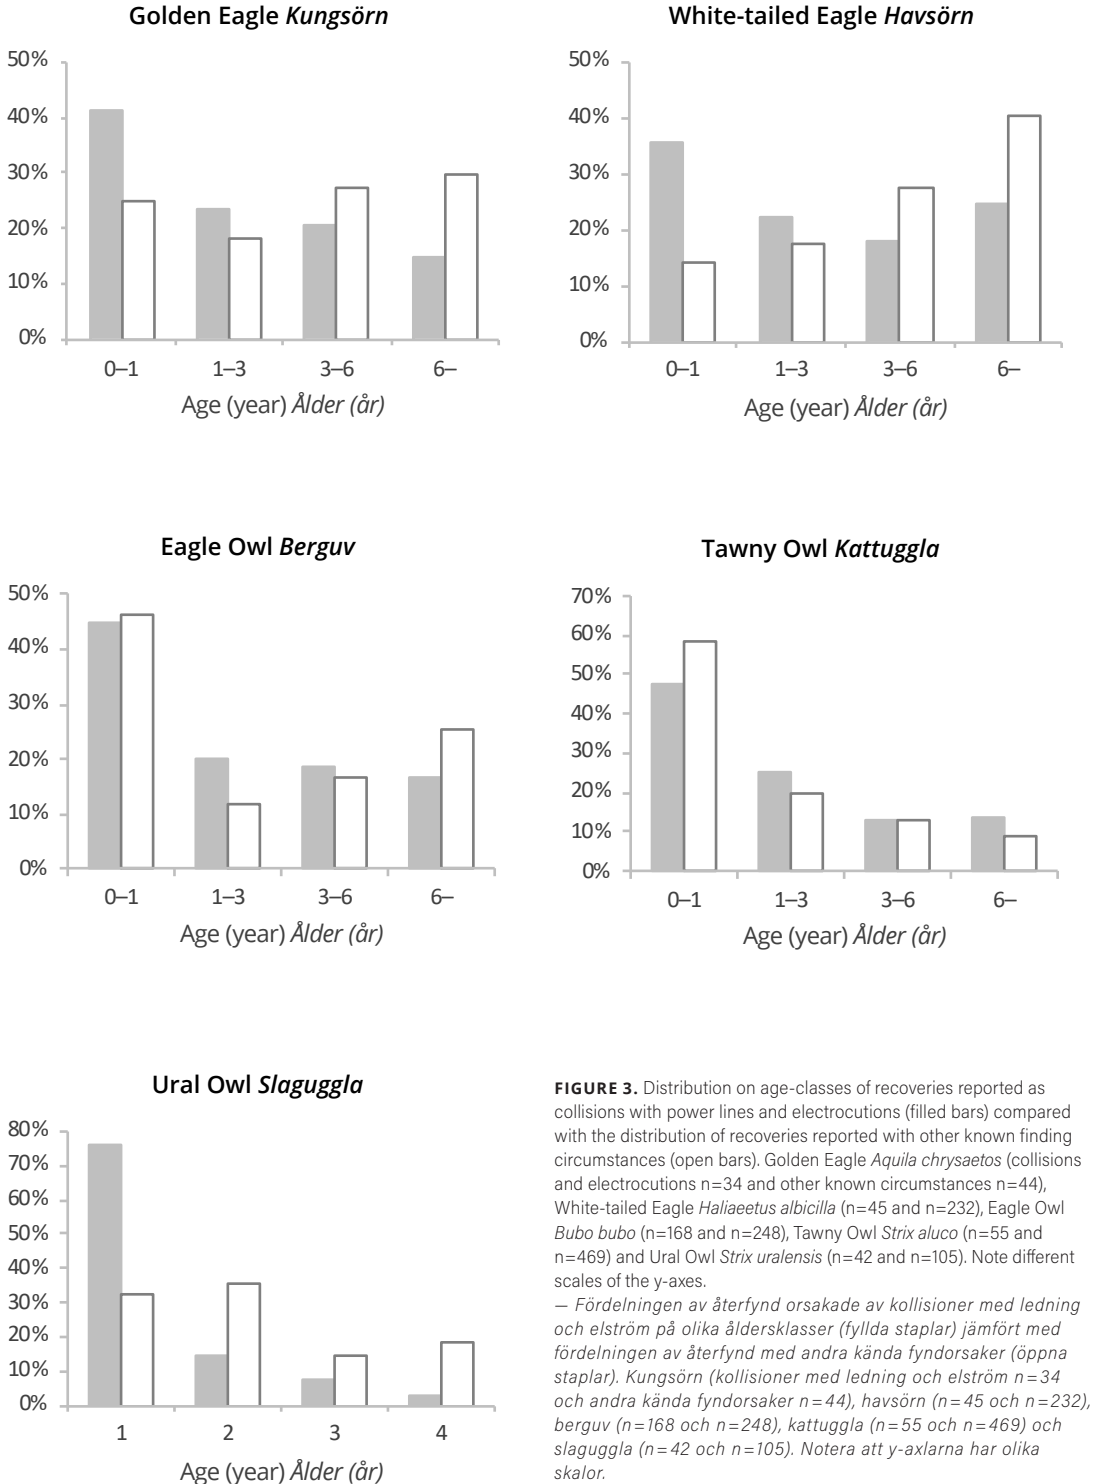 Golden Eagle Kungsörn
50%
40%
30%
20%
10%
0%
0–1 1–3 3–6 6–
Age (year) Ålder (år)
White-tailed Eagle Havsörn
50%
40%
30%
20%
10%
0%
0–1 1–3 3–6 6–
Age (year) Ålder (år)
Eagle Owl Berguv
50%
40%
30%
20%
10%
0%
0–1 1–3 3–6 6–
Age (year) Ålder (år)
Tawny Owl Kattuggla
70%
60%
50%
40%
30%
20%
10%
0%
0–1 1–3 3–6 6–
Age (year) Ålder (år)
Ural Owl Slaguggla
80%
70%
60%
50%
40%
30%
20%
10%
0%
1 2 3 4
Age (year) Ålder (år)
FIGURE 3. Distribution on age-classes of recoveries reported as
collisions with power lines and electrocutions (filled bars) compared
with the distribution of recoveries reported with other known finding
circumstances (open bars). Golden Eagle Aquila chrysaetos (collisions
and electrocutions n=34 and other known circumstances n=44),
White-tailed Eagle Haliaeetus albicilla (n=45 and n=232), Eagle Owl
Bubo bubo (n=168 and n=248), Tawny Owl Strix aluco (n=55 and
n=469) and Ural Owl Strix uralensis (n=42 and n=105). Note different
scales of the y-axes.
— Fördelningen av återfynd orsakade av kollisioner med ledning
och elström på olika åldersklasser (fyllda staplar) jämfört med
fördelningen av återfynd med andra kända fyndorsaker (öppna
staplar). Kungsörn (kollisioner med ledning och elström n=34
och andra kända fyndorsaker n=44), havsörn (n=45 och n=232),
berguv (n=168 och n=248), kattuggla (n=55 och n=469) och
slaguggla (n=42 och n=105). Notera att y-axlarna har olika
skalor.